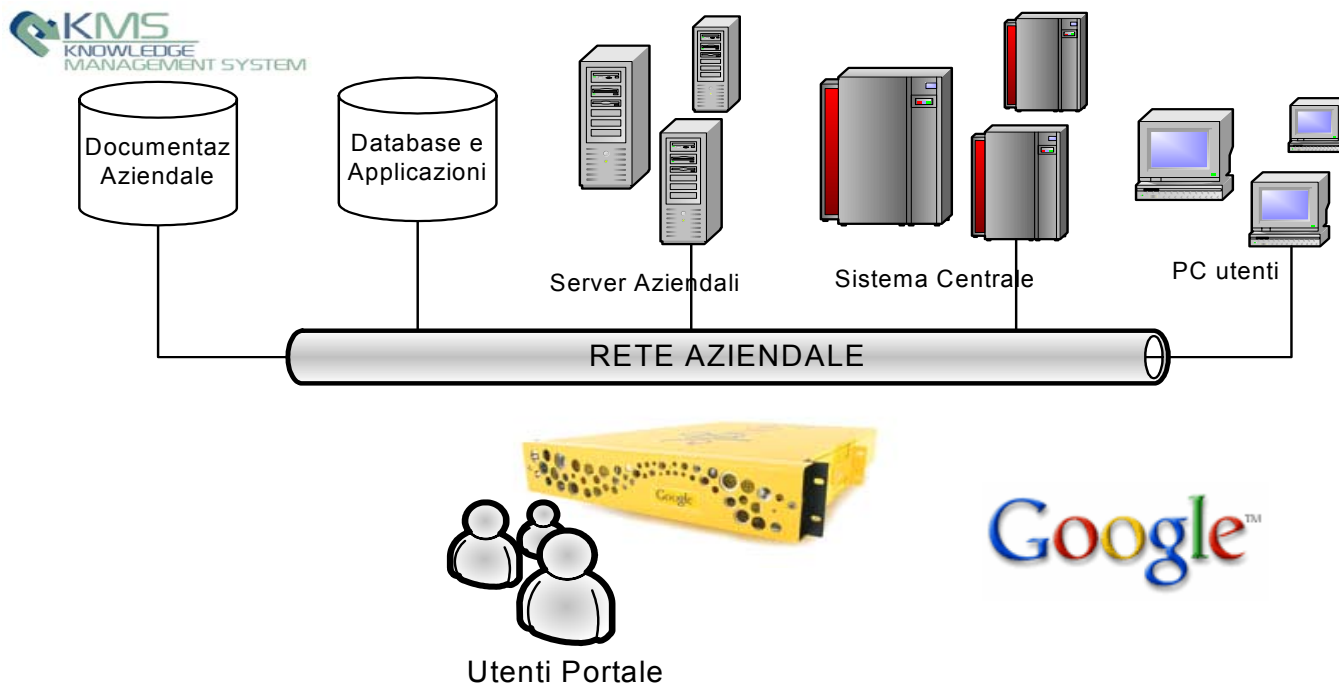 KMS
KNOWLEDGE
MANAGEMENT SYSTEM
Documentaz
Aziendale
Database e
Applicazioni
Server Aziendali
Sistema Centrale
PC utenti
RETE AZIENDALE
Google
Google™
Utenti Portale